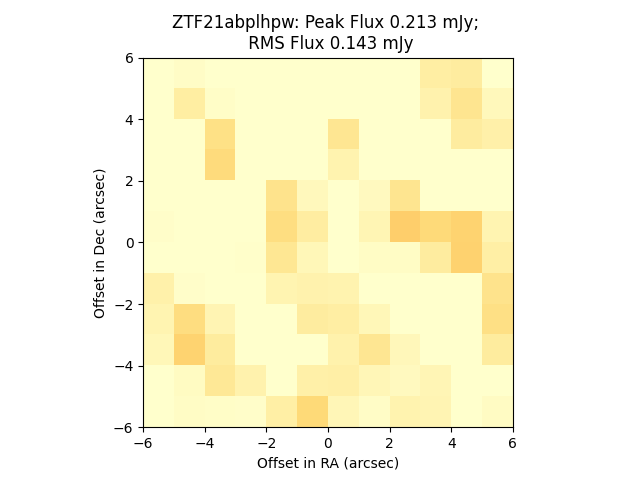 ZTF21abplhpw: Peak Flux 0.213 mJy;
RMS Flux 0.143 mJy
6
4
2
0
−2
−4
−6
Offset in Dec (arcsec)
−6 −4 −2 0 2 4 6
Offset in RA (arcsec)